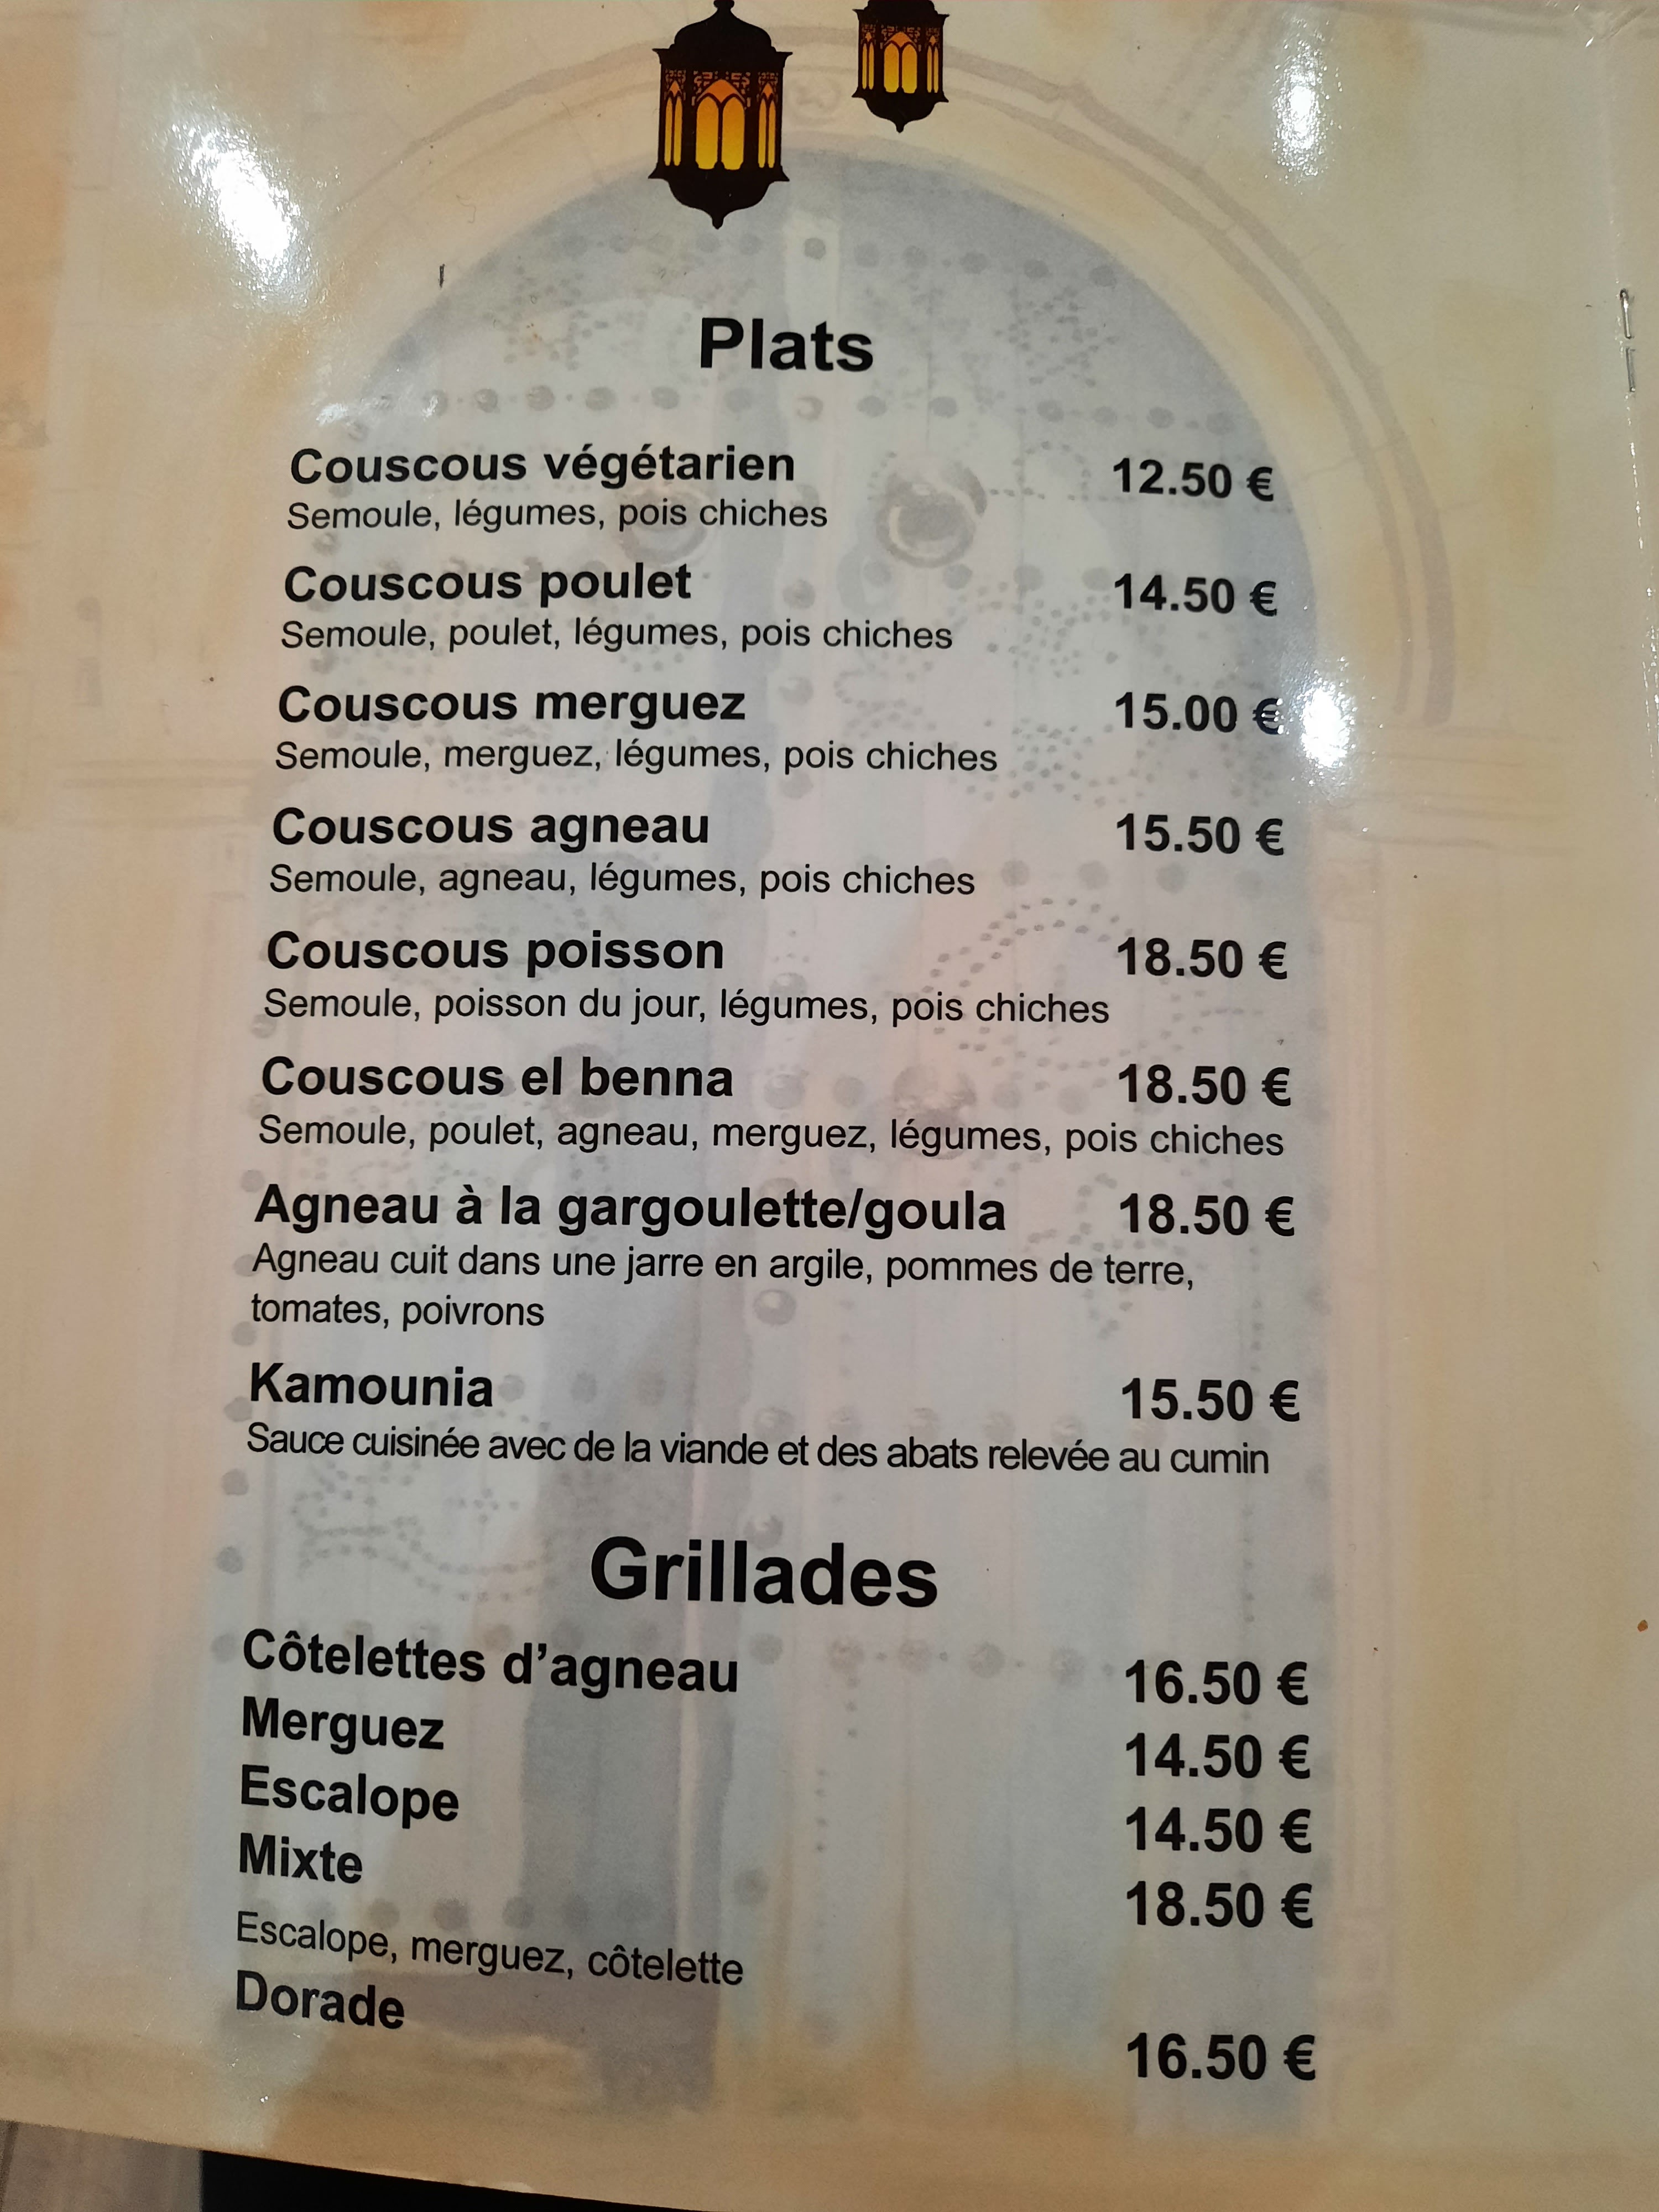 Plats
Couscous végétarien 12.50 €
Semoule, légumes, pois chiches
Couscous poulet 14.50 €
Semoule, poulet, légumes, pois chiches
Couscous merguez 15.00 €
Semoule, merguez, légumes, pois chiches
Couscous agneau 15.50 €
Semoule, agneau, légumes, pois chiches
Couscous poisson 18.50 €
Semoule, poisson du jour, légumes, pois chiches
Couscous el benna 18.50 €
Semoule, poulet, agneau, merguez, légumes, pois chiches
Agneau à la gargoulette/goula 18.50 €
Agneau cuit dans une jarre en argile, pommes de terre,
tomates, poivrons
Kamounia 15.50 €
Sauce cuisinée avec de la viande et des abats relevée au cumin
Grillades
Côtelettes d’agneau 16.50 €
Merguez 14.50 €
Escalope 14.50 €
Mixte 18.50 €
Escalope, merguez, côtelette
Dorade 16.50 €